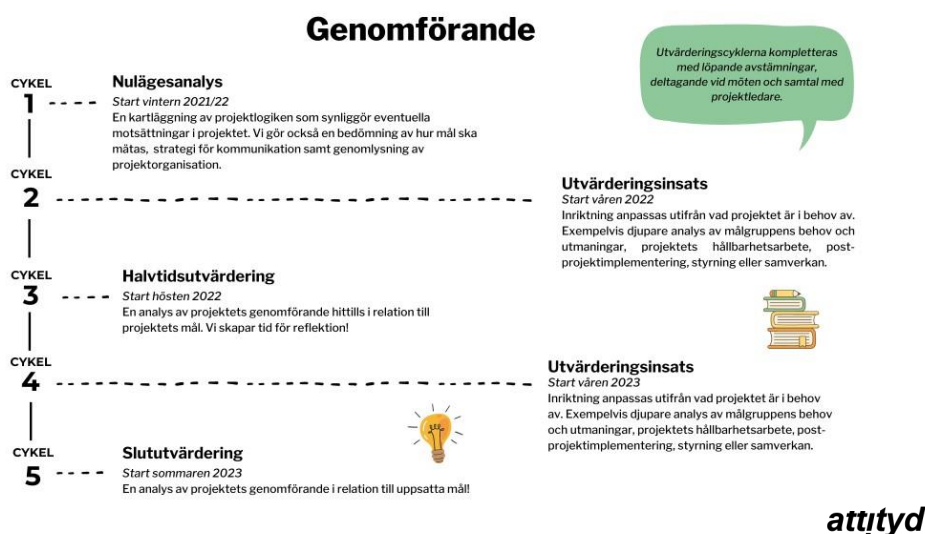 Genomförande
Utvärderingscyklerna kompletteras
med löpande avstämningar,
deltagande vid möten och samtal med
projektledare.
CYKEL
1
Nulägesanalys
Start vintern 2021/22
En kartläggning av projektlogiken som synliggör eventuella
motsättningar i projektet. Vi gör också en bedömning av hur mål ska
mätas, strategi för kommunikation samt genomlysning av
projektorganisation.
CYKEL
2
Utvärderingsinsats
Start våren 2022
Inriktning anpassas utifrån vad projektet är i behov av.
Exempelvis djupare analys av målgruppens behov och
utmaningar, projektets hållbarhetsarbete, post-
projektimplementering, styrning eller samverkan.
CYKEL
3
Halvtidsutvärdering
Start hösten 2022
En analys av projektets genomförande hittills i relation till
projektets mål. Vi skapar tid för reflektion!
CYKEL
4
Utvärderingsinsats
Start våren 2023
Inriktning anpassas utifrån vad projektet är i behov
av. Exempelvis djupare analys av målgruppens behov
och utmaningar, projektets hållbarhetsarbete, post-
projektimplementering, styrning eller samverkan.
CYKEL
5
Slututvärdering
Start sommaren 2023
En analys av projektets genomförande i relation till uppsatta mål!
attityd